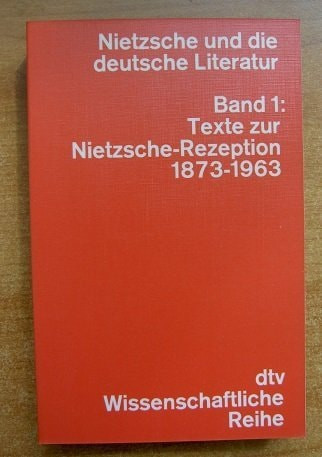 Nietzsche und die
deutsche Literatur
Band 1:
Texte zur
Nietzsche-Rezeption
1873-1963
dtv
Wissenschaftliche
Reihe